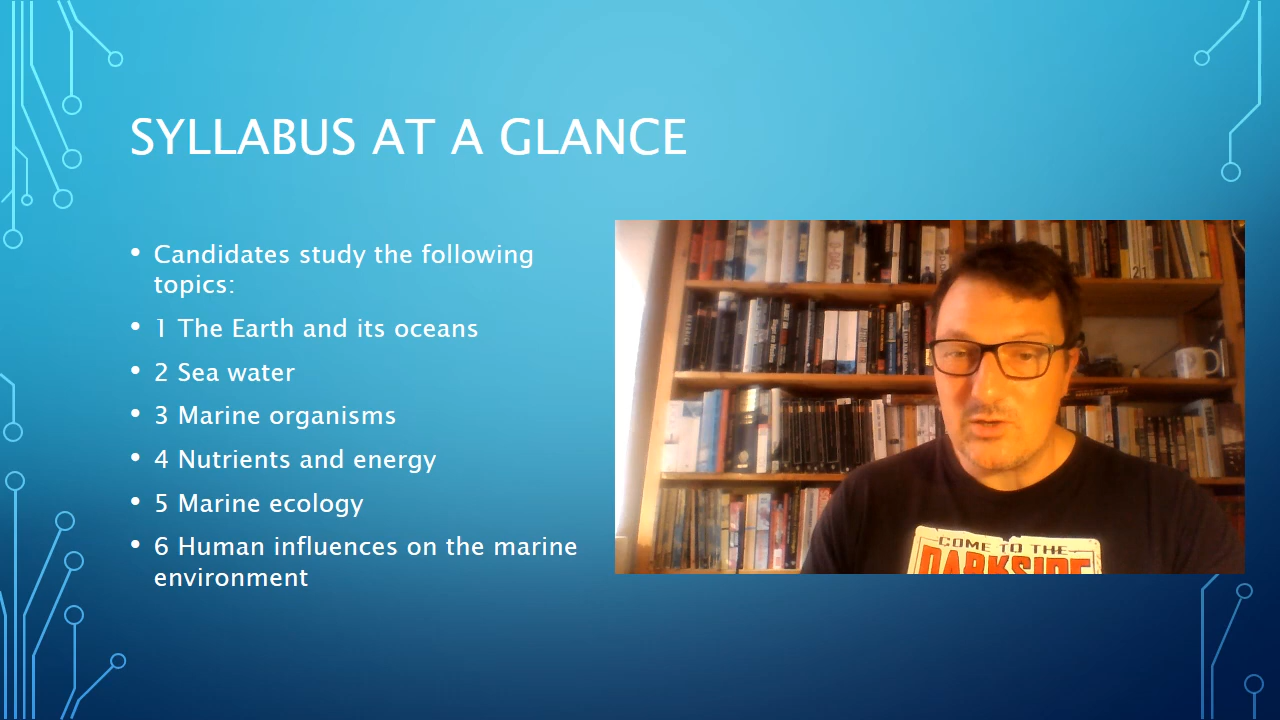 SYLLABUS AT A GLANCE
• Candidates study the following
topics:
• 1 The Earth and its oceans
• 2 Sea water
• 3 Marine organisms
• 4 Nutrients and energy
• 5 Marine ecology
• 6 Human influences on the marine
environment
COME TO THE
DARKSIDE